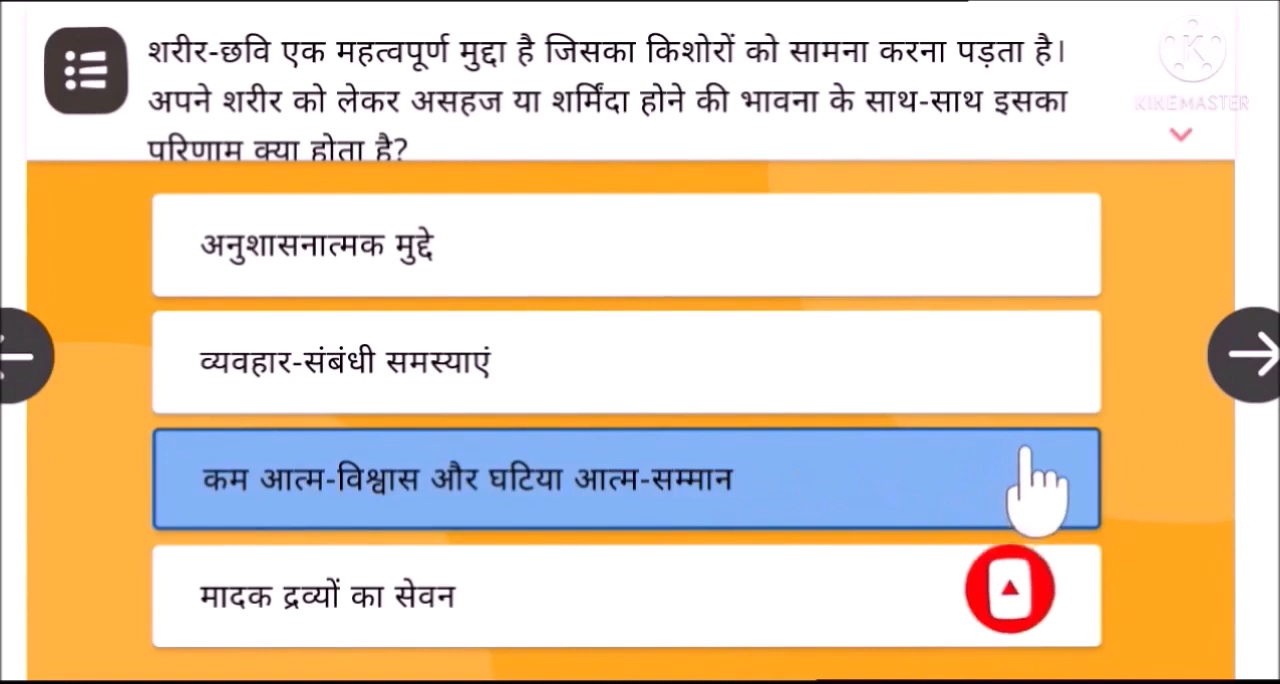 शरीर-छवि एक महत्वपूर्ण मुद्दा है जिसका किशोरों को सामना करना पड़ता है।
अपने शरीर को लेकर असहज या शर्मिंदा होने की भावना के साथ-साथ इसका
परिणाम क्या होता है?
KINEMASTER
अनुशासनात्मक मुद्दे
व्यवहार-संबंधी समस्याएं
कम आत्म-विश्वास और घटिया आत्म-सम्मान
मादक द्रव्यों का सेवन